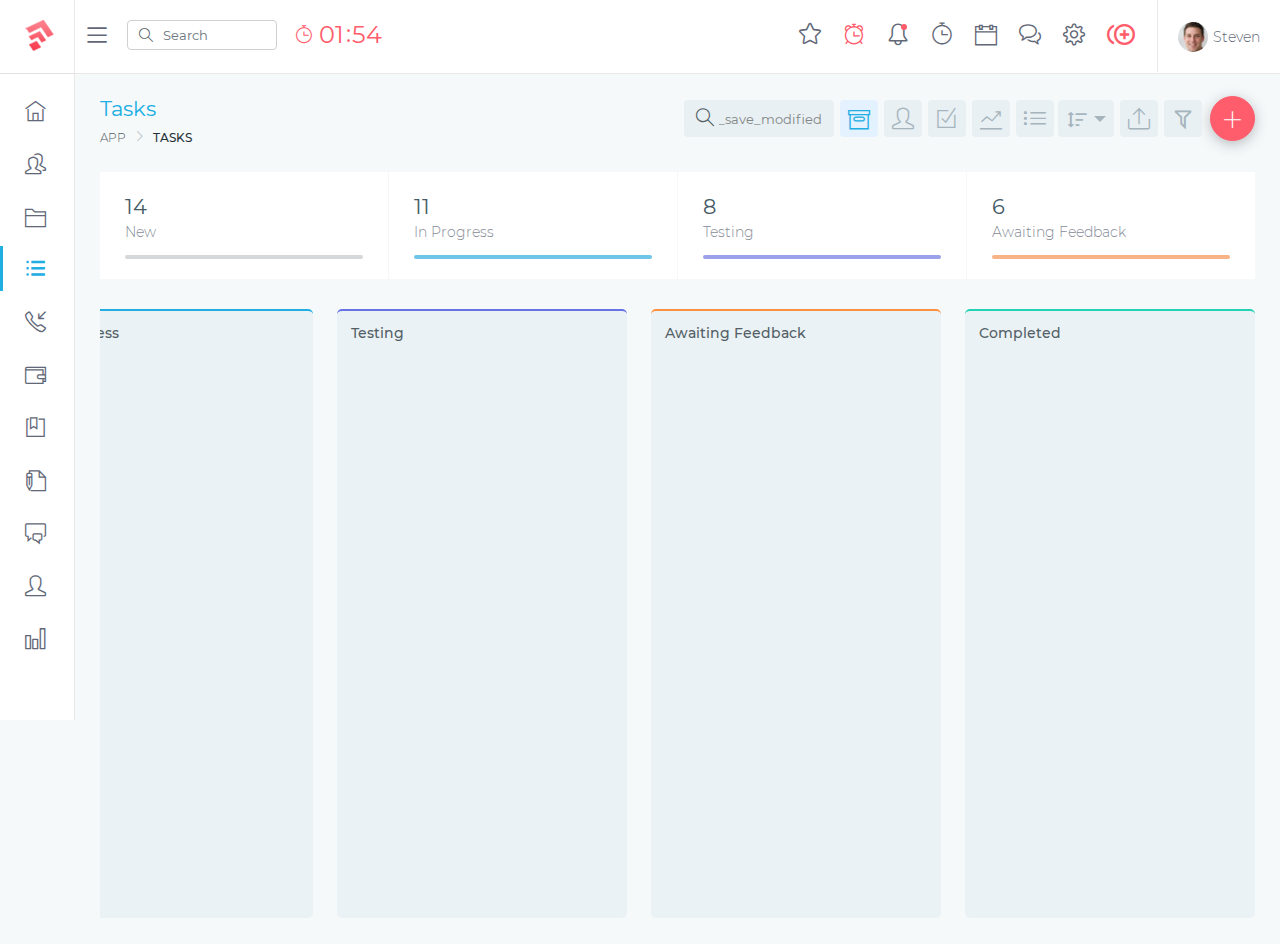 Search
01:54
Steven
Tasks
APP
TASKS
_save_modified
14
New
11
In Progress
8
Testing
6
Awaiting Feedback
ess
Testing
Awaiting Feedback
Completed